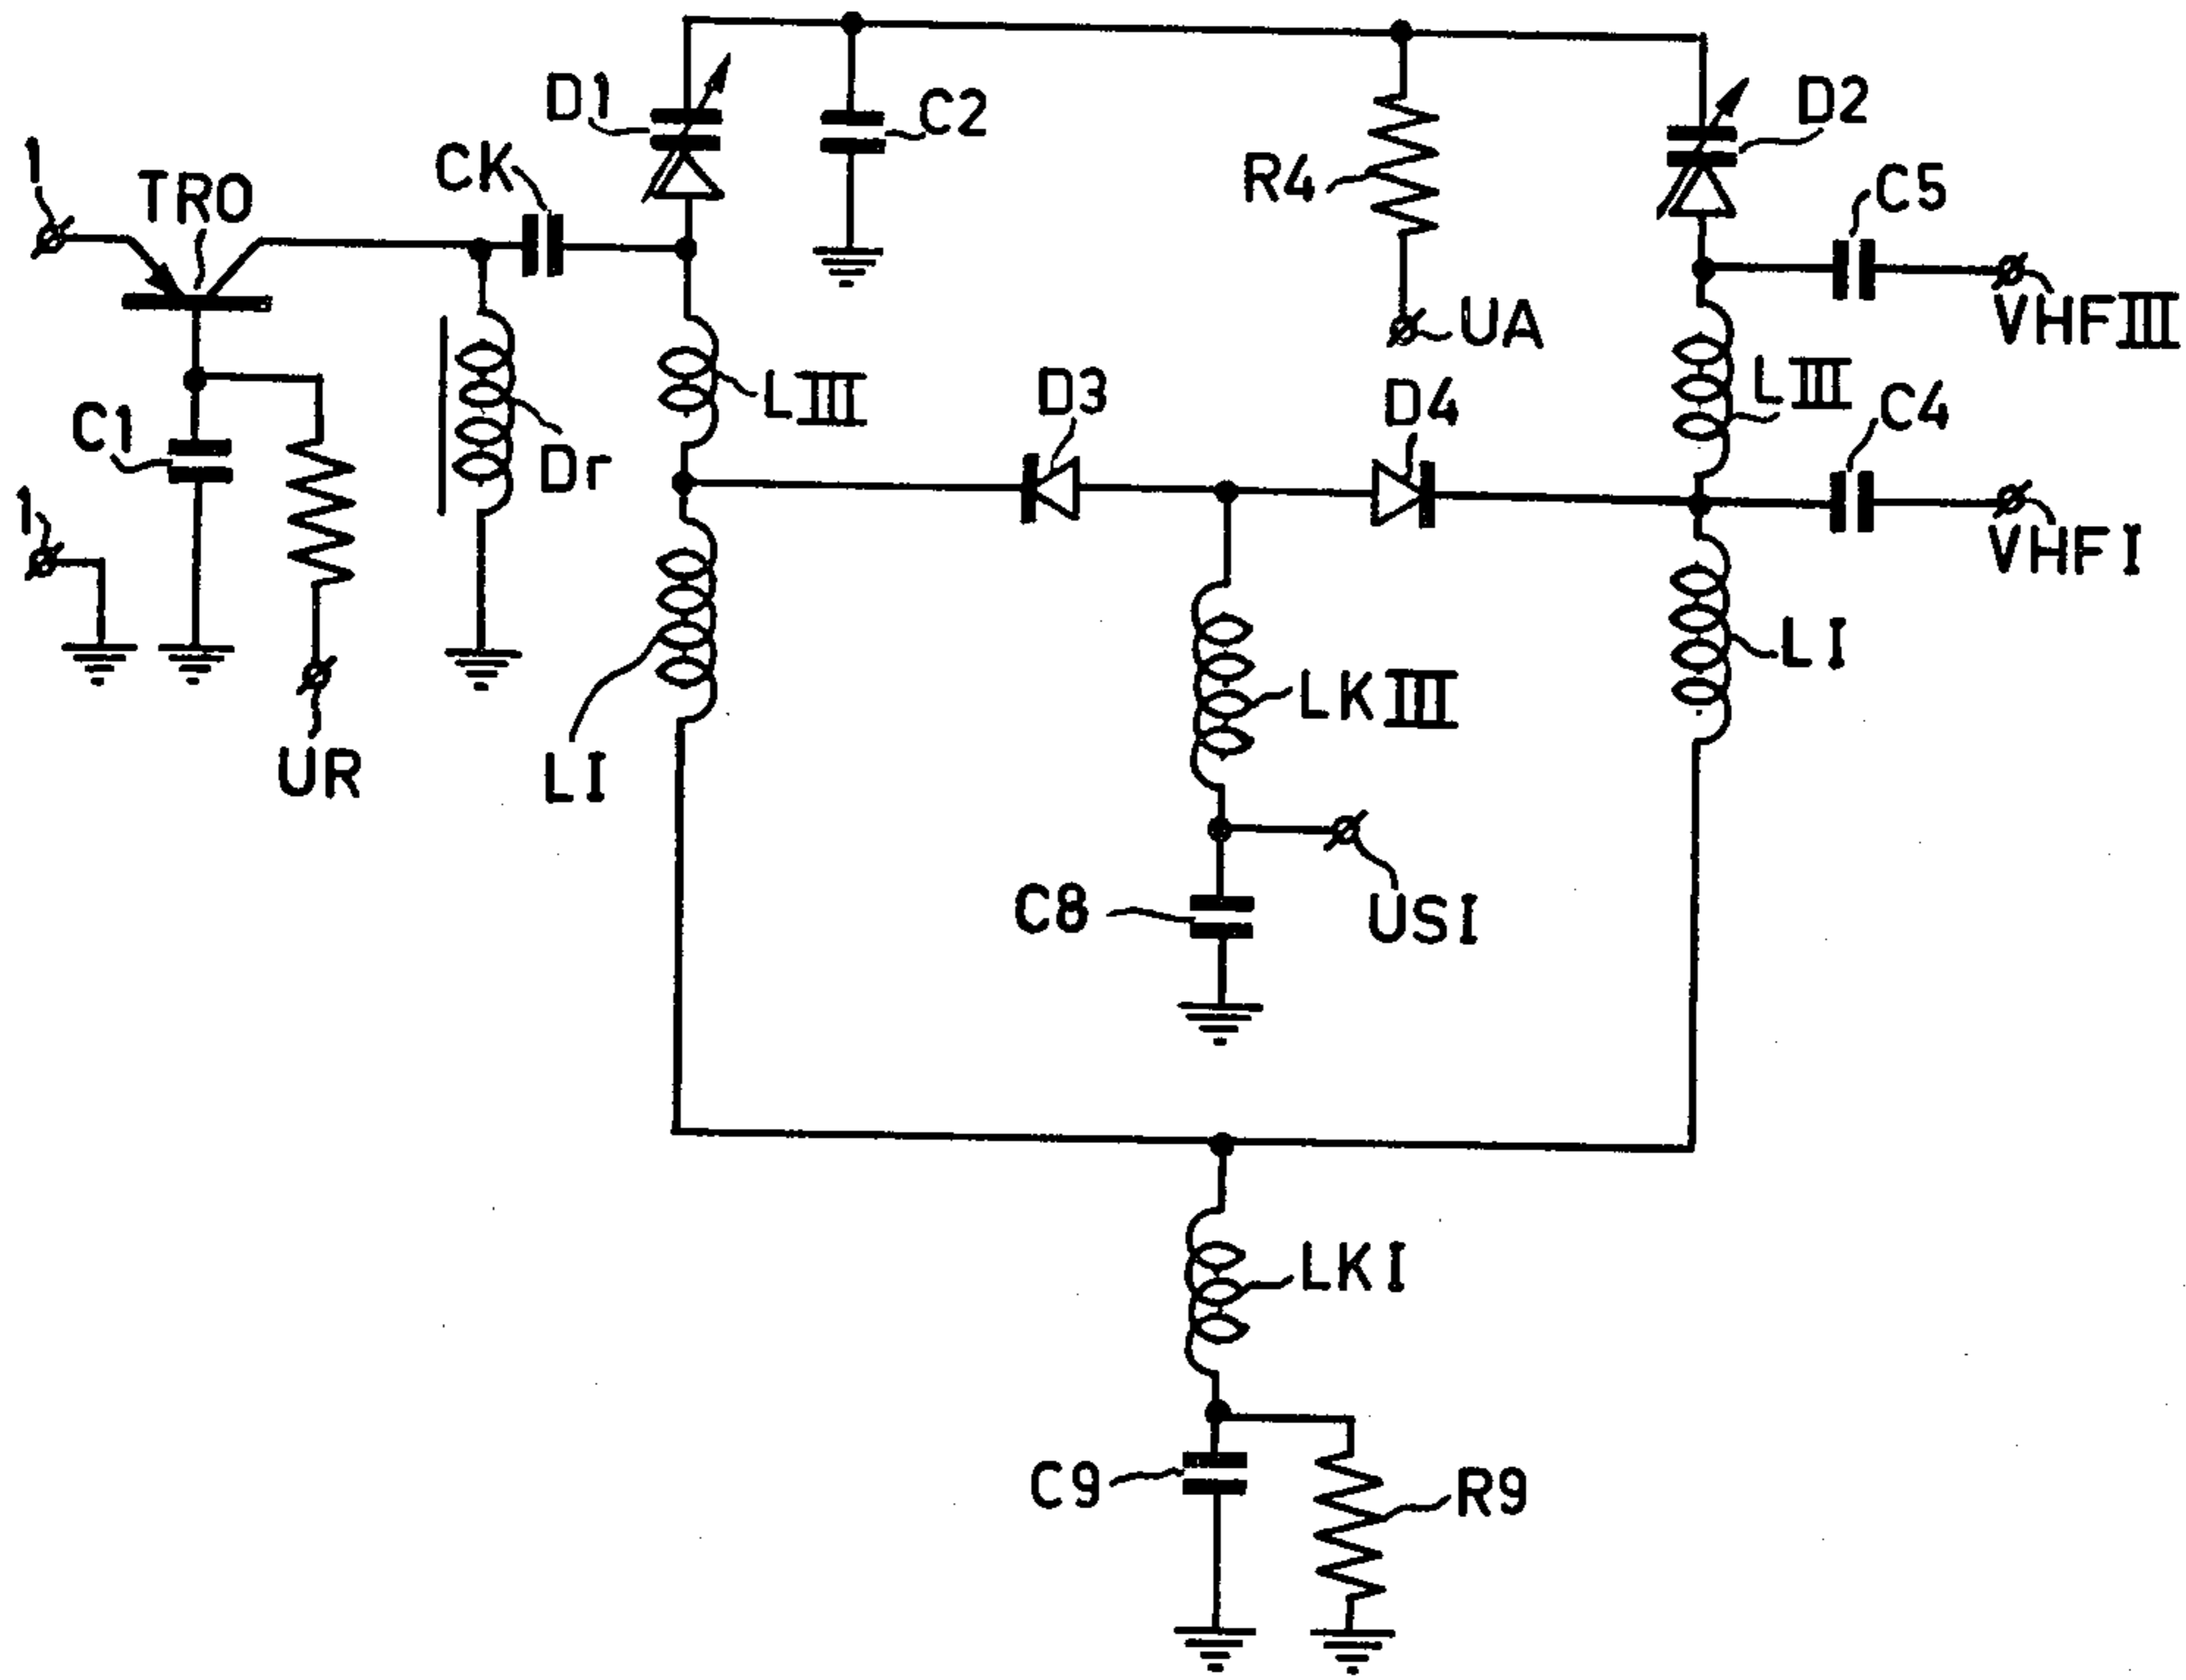 D1
C2
D2
1
TRO
CK
R4
C5
UA
VHFIII
LIII
D3
D4
LIII
C4
C1
Dr
1
VHFI
LI
LKIII
UR
LI
C8
USI
LKI
C9
R9